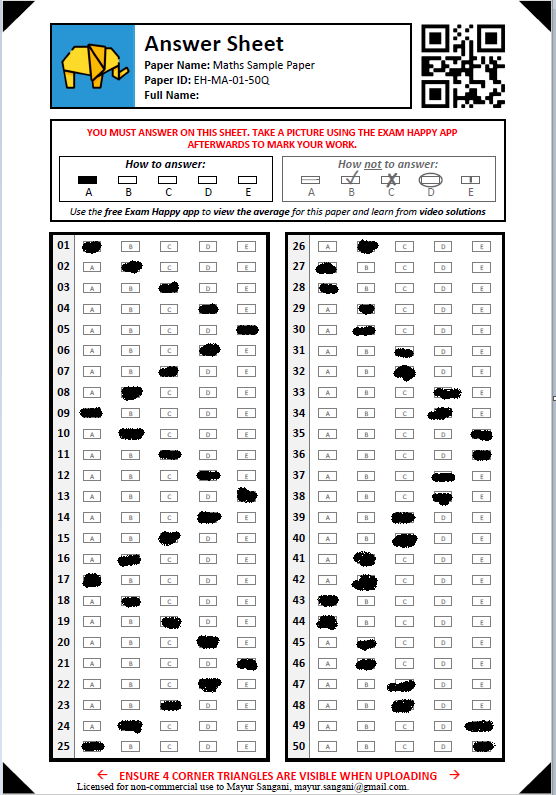 Answer Sheet
Paper Name: Maths Sample Paper
Paper ID: EH-MA-01-50Q
Full Name:
YOU MUST ANSWER ON THIS SHEET. TAKE A PICTURE USING THE EXAM HAPPY APP
AFTERWARDS TO MARK YOUR WORK.
How to answer:
A B C D E
How not to answer:
A B C D E
Use the free Exam Happy app to view the average for this paper and learn from video solutions
01 B C D E
02 A C D E
03 A B D E
04 A B C E
05 A B C D
06 A B C E
07 A B D E
08 A C D E
09 B C D E
10 A C D E
11 A B D E
12 A B C E
13 A B C D
14 A B C E
15 A B D E
16 A C D E
17 B C D E
18 A C D E
19 A B D E
20 A B C E
21 A B C D
22 A B C E
23 A B D E
24 A C D E
25 B C D E
26 A C D E
27 B C D E
28 B C D E
29 A C D E
30 A C D E
31 A B D E
32 A B D E
33 A B C E
34 A B C E
35 A B C D
36 A B C D
37 A B C E
38 A B C E
39 A B D E
40 A B D E
41 A C D E
42 A C D E
43 B C D E
44 B C D E
45 A C D E
46 A C D E
47 A B D E
48 A B D E
49 A B C D
50 A B C D
← ENSURE 4 CORNER TRIANGLES ARE VISIBLE WHEN UPLOADING →
Licensed for non-commercial use to Mayur Sangani, mayur.sangani@gmail.com.